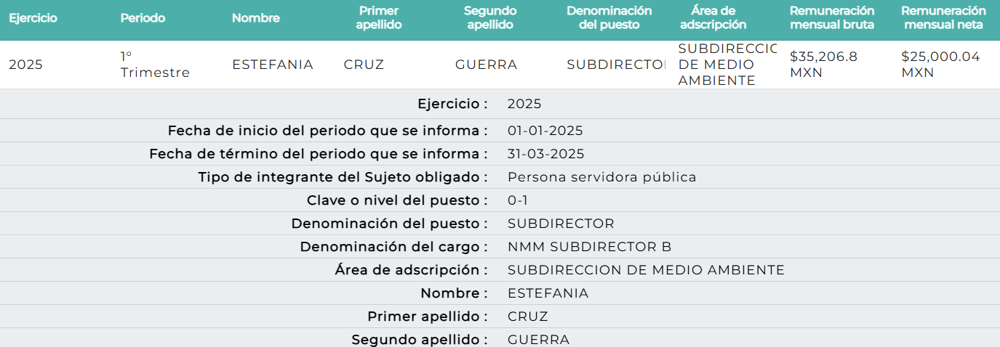 Ejercicio Periodo Nombre Primer apellido Segundo apellido Denominación del puesto Área de adscripción Remuneración mensual bruta Remuneración mensual neta
2025 1° Trimestre ESTEFANIA CRUZ GUERRA SUBDIRECTO SUBDIRECCIC DE MEDIO AMBIENTE $35,206.8 MXN $25,000.04 MXN
Ejercicio : 2025
Fecha de inicio del periodo que se informa : 01-01-2025
Fecha de término del periodo que se informa : 31-03-2025
Tipo de integrante del Sujeto obligado : Persona servidora pública
Clave o nivel del puesto : 0-1
Denominación del puesto : SUBDIRECTOR
Denominación del cargo : NMM SUBDIRECTOR B
Área de adscripción : SUBDIRECCION DE MEDIO AMBIENTE
Nombre : ESTEFANIA
Primer apellido : CRUZ
Segundo apellido : GUERRA